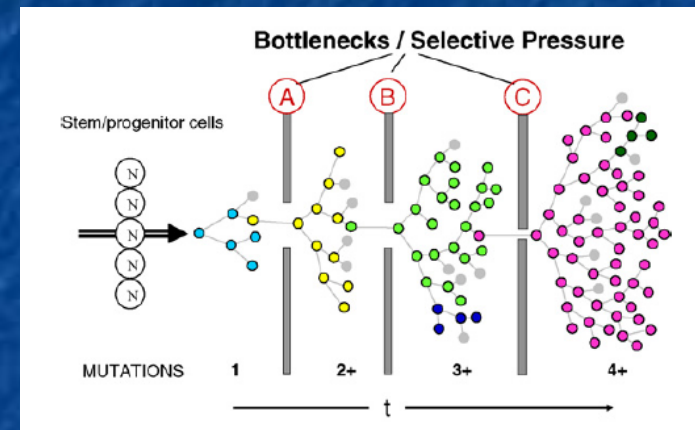 Bottlenecks / Selective Pressure
A B C
Stem/progenitor cells
N
N
N
N
N
MUTATIONS 1 2+ 3+ 4+
t